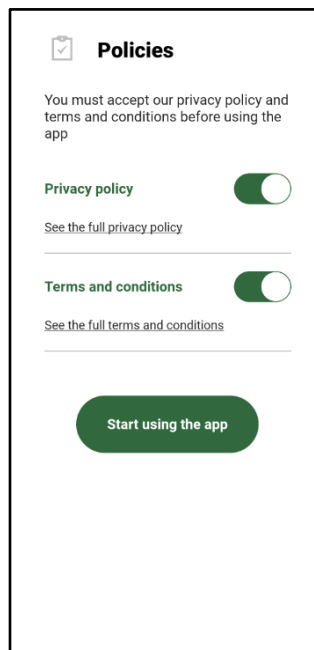 Policies
You must accept our privacy policy and
terms and conditions before using the
app
Privacy policy
See the full privacy policy
Terms and conditions
See the full terms and conditions
Start using the app